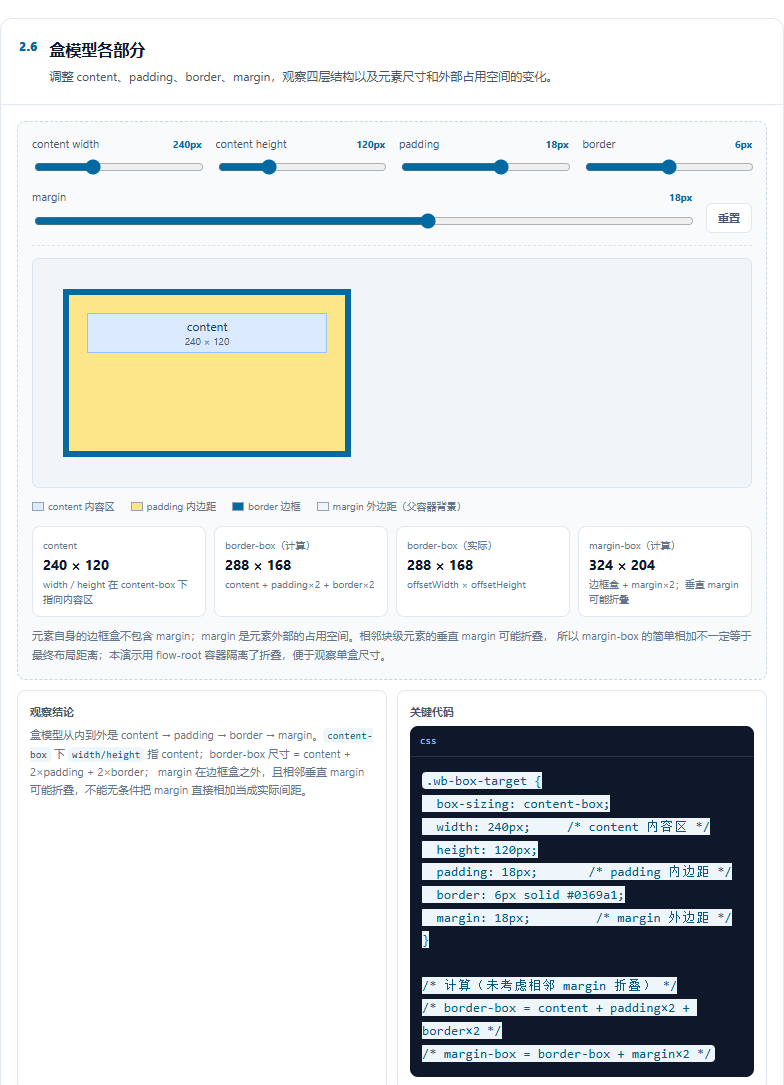 2.6 盒模型各部分
调整 content、padding、border、margin，观察四层结构以及元素尺寸和外部占用空间的变化。
content width 240px content height 120px padding 18px border 6px
margin 18px
重置
content
240 × 120
content 内容区 padding 内边距 border 边框 margin 外边距（父容器背景）
content
240 × 120
width / height 在 content-box 下
指向内容区
border-box（计算）
288 × 168
content + padding×2 + border×2
border-box（实际）
288 × 168
offsetWidth × offsetHeight
margin-box（计算）
324 × 204
边框盒 + margin×2；垂直 margin
可能折叠
元素自身的边框盒不包含 margin；margin 是元素外部的占用空间。相邻块级元素的垂直 margin 可能折叠， 所以 margin-box 的简单相加不一定等于
最终布局距离；本演示用 flow-root 容器隔离了折叠，便于观察单盒尺寸。
观察结论
盒模型从内到外是 content → padding → border → margin。 content-
box 下 width/height 指 content；border-box 尺寸 = content +
2×padding + 2×border； margin 在边框盒之外，且相邻垂直 margin
可能折叠，不能无条件把 margin 直接相加当成实际间距。
关键代码
css
.wb-box-target {
  box-sizing: content-box;
  width: 240px;     /* content 内容区 */
  height: 120px;
  padding: 18px;       /* padding 内边距 */
  border: 6px solid #0369a1;
  margin: 18px;         /* margin 外边距 */
}
/* 计算（未考虑相邻 margin 折叠） */
/* border-box = content + padding×2 +
border×2 */
/* margin-box = border-box + margin×2 */